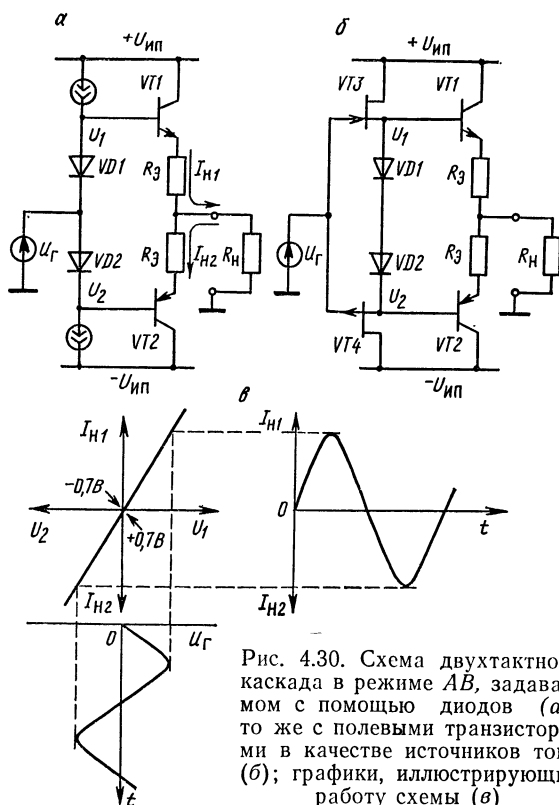 а
б
+Uип
+Uип
VT1
VT3
VT1
U1
U1
VD1
Rэ
Iн1
VD1
Rэ
Uг
Uг
VD2
Rэ
Iн2
Rн
VD2
Rэ
Rн
U2
U2
VT2
VT4
VT2
−Uип
−Uип
в
Iн1
Iн1
−0,7В
0
U2
+0,7В
U1
t
Iн2
Iн2
0
Uг
t
Рис. 4.30. Схема двухтактно
каскада в режиме АВ, задава
мом с помощью диодов (а
то же с полевыми транзистор
ми в качестве источников то
(б); графики, иллюстрирующи
работу схемы (в)